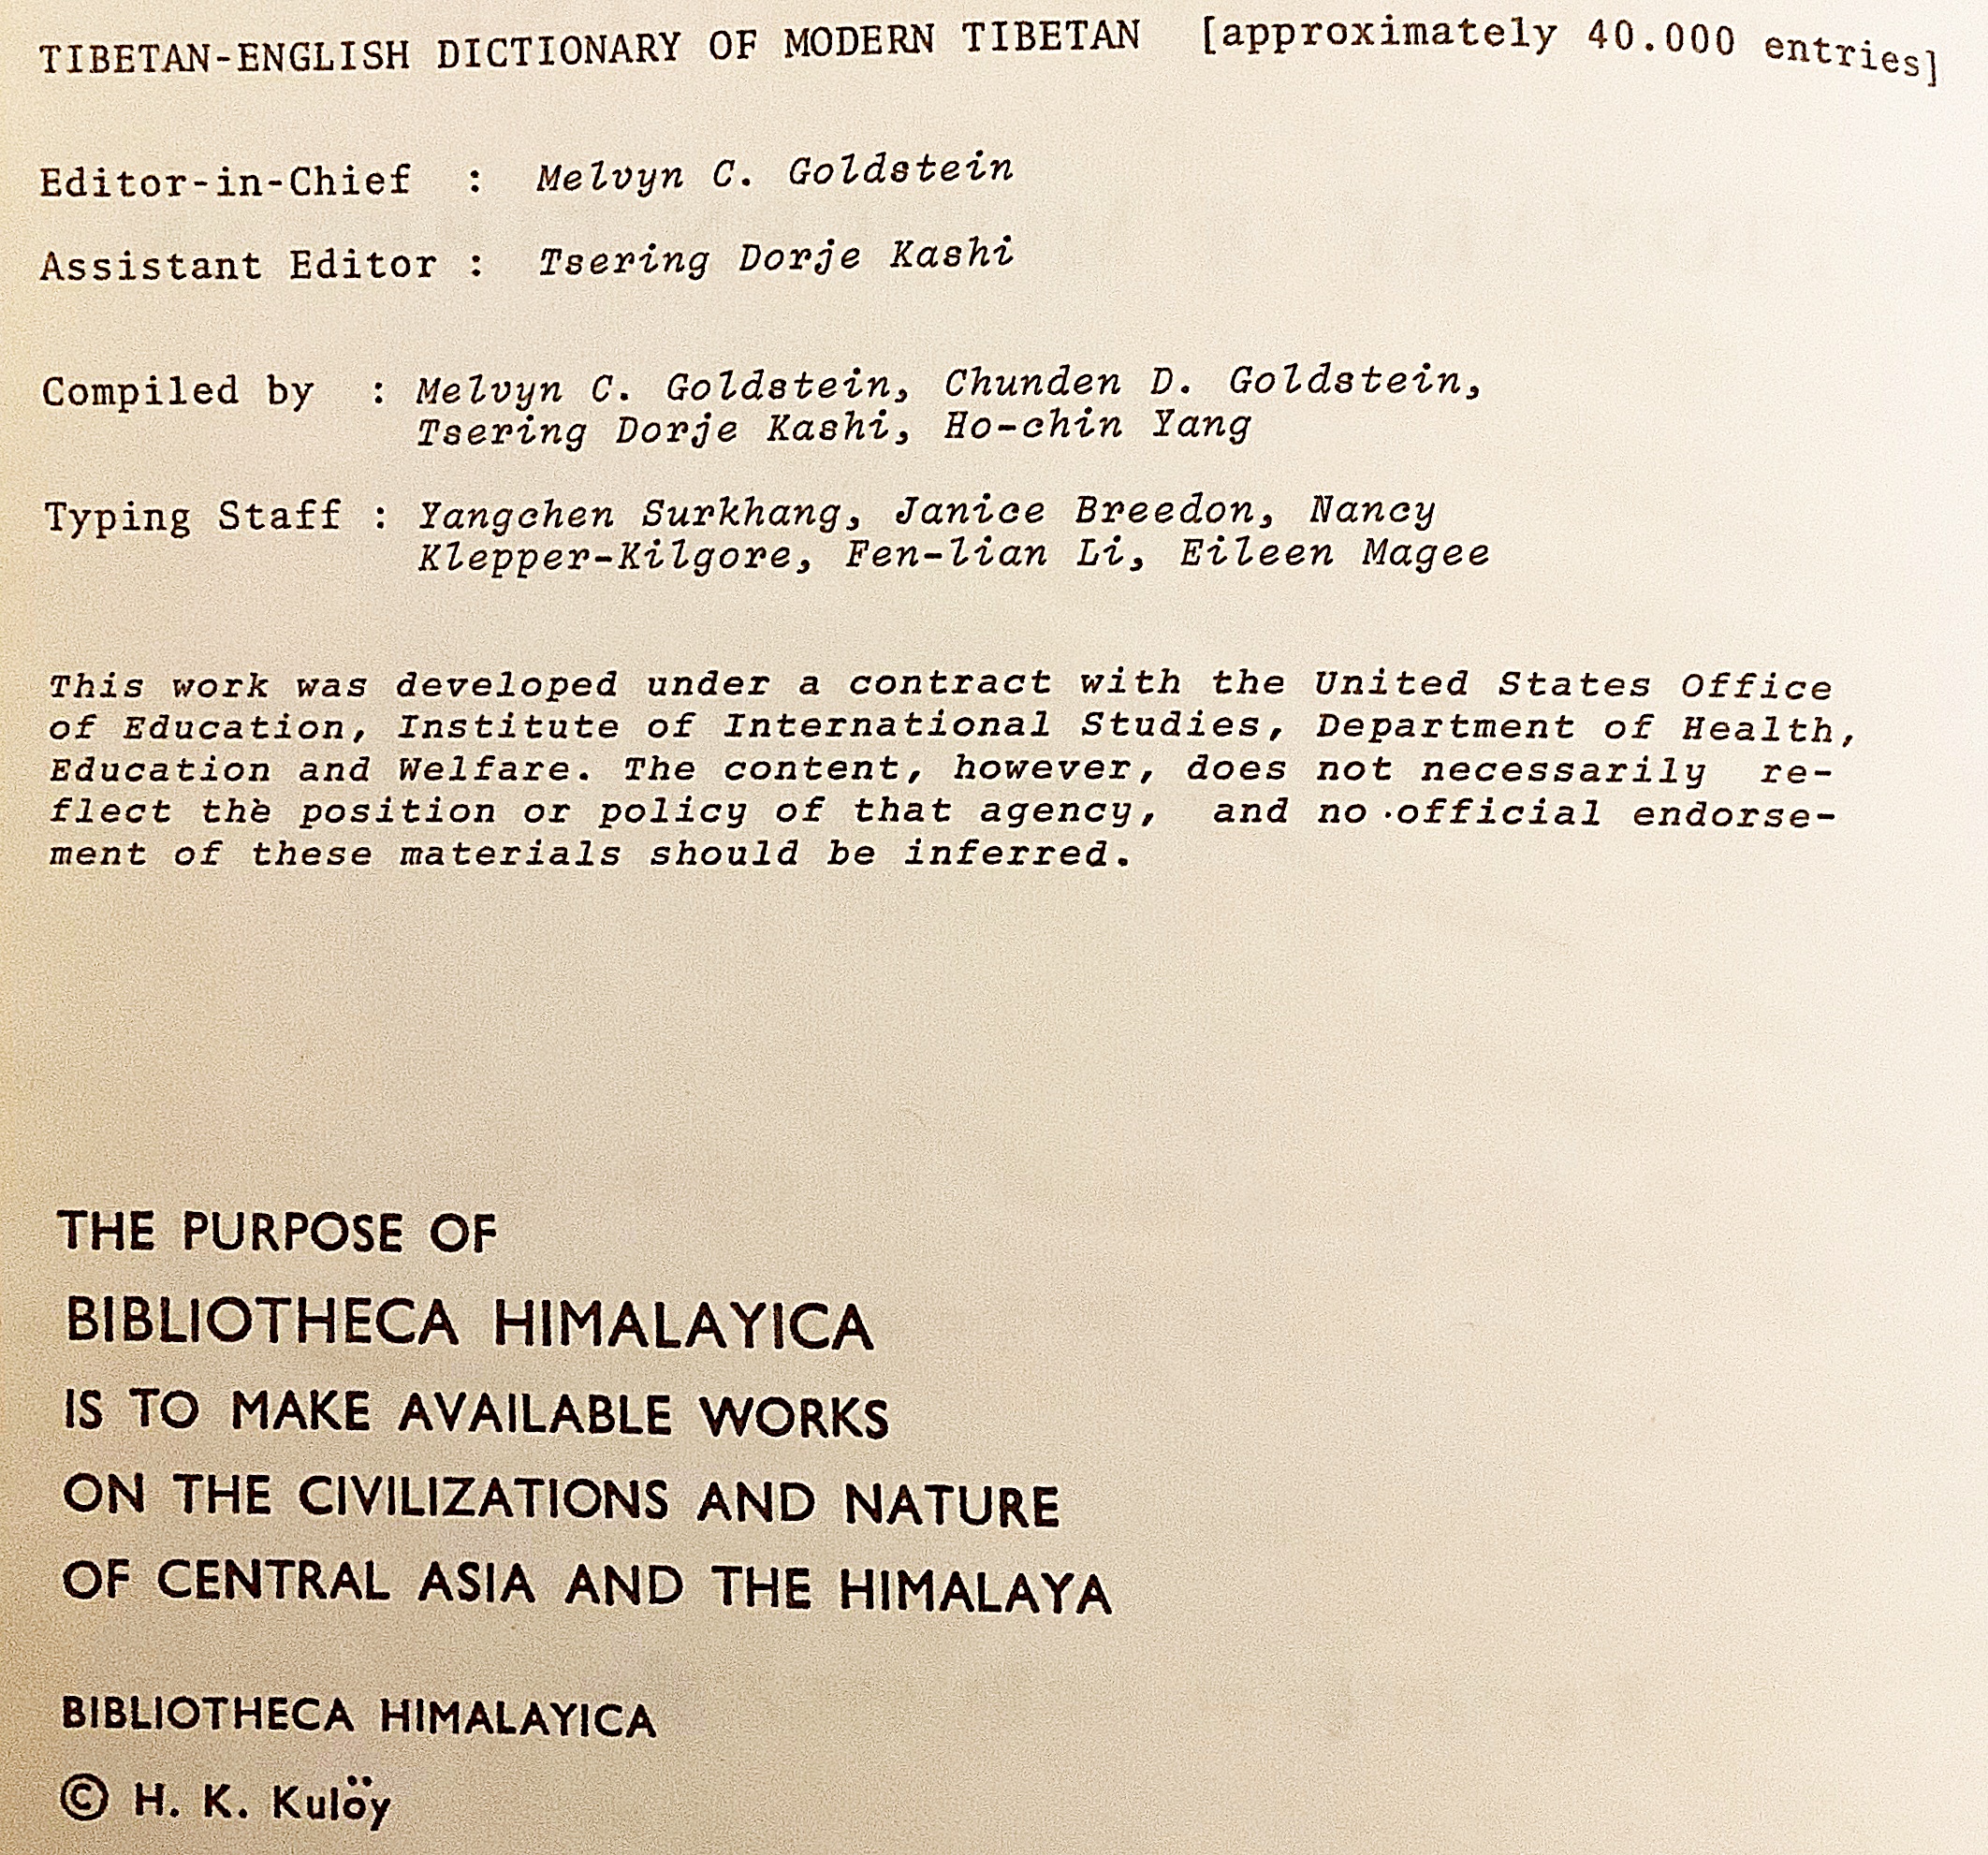 TIBETAN-ENGLISH DICTIONARY OF MODERN TIBETAN [approximately 40.000 entries]
Editor-in-Chief : Melvyn C. Goldstein
Assistant Editor : Tsering Dorje Kashi
Compiled by : Melvyn C. Goldstein, Chunden D. Goldstein,
Tsering Dorje Kashi, Ho-chin Yang
Typing Staff : Yangchen Surkhang, Janice Breedon, Nancy
Klepper-Kilgore, Fen-lian Li, Eileen Magee
This work was developed under a contract with the United States Office
of Education, Institute of International Studies, Department of Health,
Education and Welfare. The content, however, does not necessarily re-
flect the position or policy of that agency, and no official endorse-
ment of these materials should be inferred.
THE PURPOSE OF
BIBLIOTHECA HIMALAYICA
IS TO MAKE AVAILABLE WORKS
ON THE CIVILIZATIONS AND NATURE
OF CENTRAL ASIA AND THE HIMALAYA
BIBLIOTHECA HIMALAYICA
© H. K. Kulöy